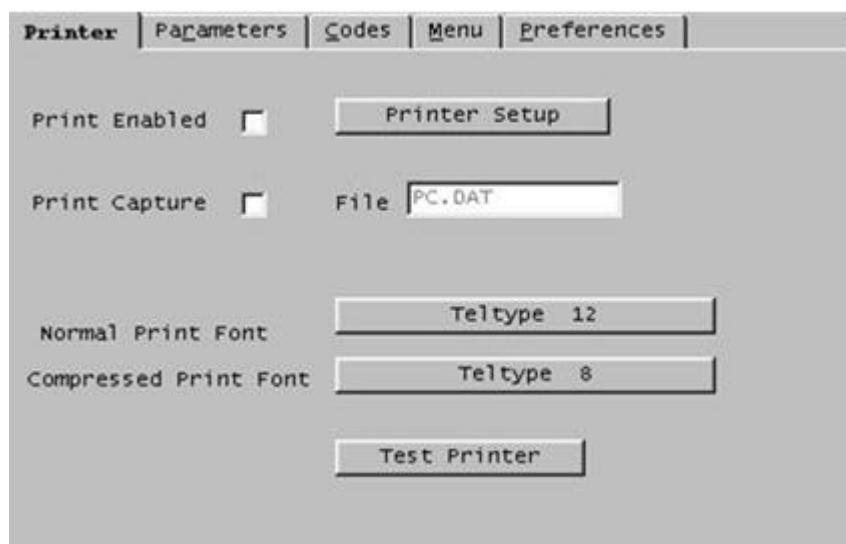 Printer Parameters Codes Menu Preferences
Print Enabled Printer Setup
Print Capture File PC.DAT
Normal Print Font Teltype 12
Compressed Print Font Teltype 8
Test Printer